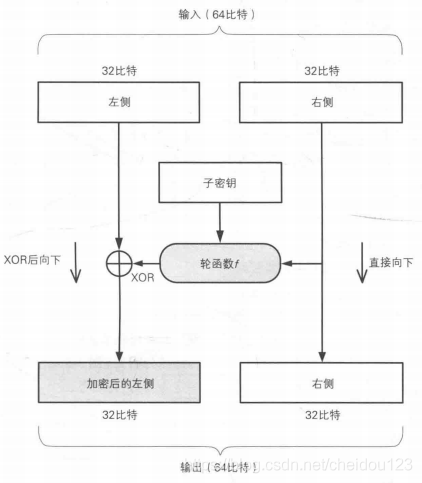 输入（64比特）
32比特
32比特
左侧
右侧
子密钥
轮函数f
XOR
XOR后向下
直接向下
加密后的左侧
右侧
32比特
32比特
输出（64比特）
blog.csdn.net/cheidou123